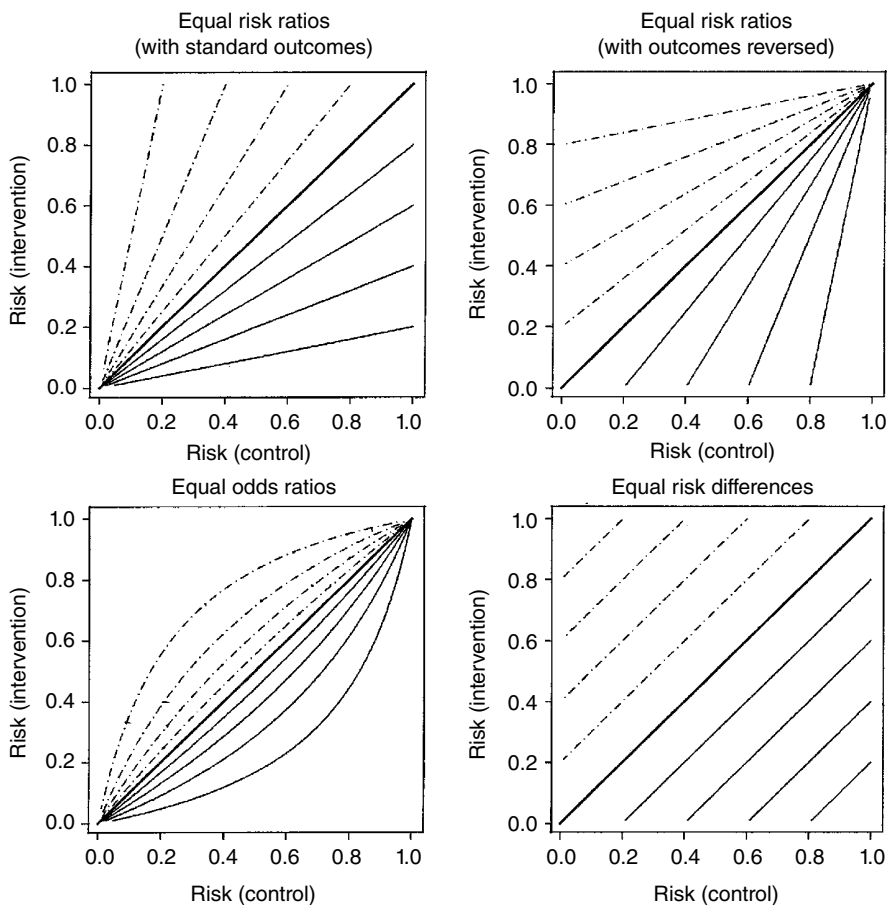 Equal risk ratios
(with standard outcomes)
1.0
0.8
0.6
0.4
0.2
0.0
Risk (intervention)
0.0 0.2 0.4 0.6 0.8 1.0
Risk (control)
Equal risk ratios
(with outcomes reversed)
1.0
0.8
0.6
0.4
0.2
0.0
Risk (intervention)
0.0 0.2 0.4 0.6 0.8 1.0
Risk (control)
Equal odds ratios
1.0
0.8
0.6
0.4
0.2
0.0
Risk (intervention)
0.0 0.2 0.4 0.6 0.8 1.0
Risk (control)
Equal risk differences
1.0
0.8
0.6
0.4
0.2
0.0
Risk (intervention)
0.0 0.2 0.4 0.6 0.8 1.0
Risk (control)